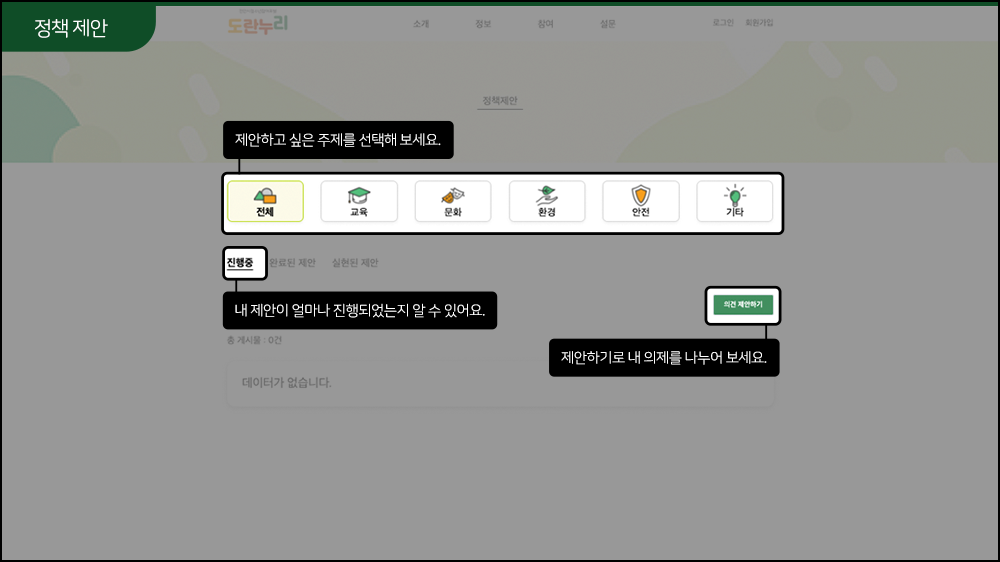 정책 제안
도란누리
소개
정보
참여
설문
로그인
회원가입
정책제안
제안하고 싶은 주제를 선택해 보세요.
전체
교육
문화
환경
안전
기타
진행중
완료된 제안
실현된 제안
내 제안이 얼마나 진행되었는지 알 수 있어요.
의견 제안하기
제안하기로 내 의제를 나누어 보세요.
총 게시물 : 0건
데이터가 없습니다.